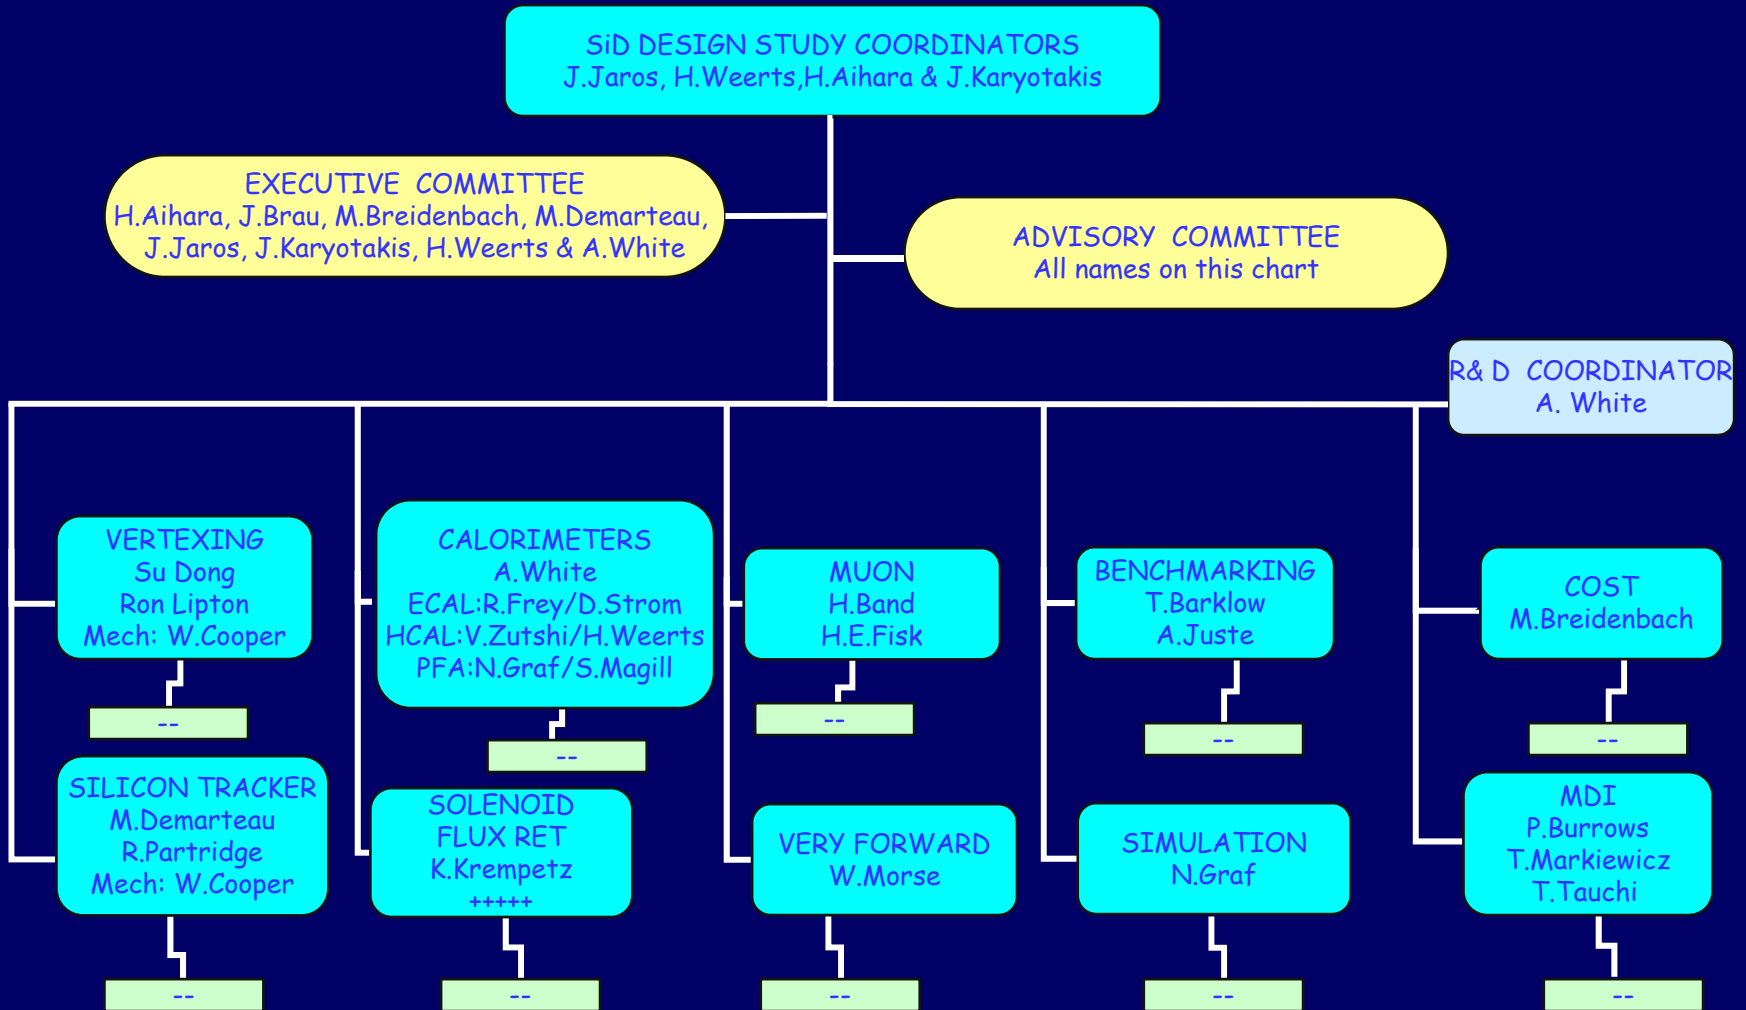 SiD DESIGN STUDY COORDINATORS
J.Jaros, H.Weerts,H.Aihara & J.Karyotakis
EXECUTIVE COMMITTEE
H.Aihara, J.Brau, M.Breidenbach, M.Demarteau,
J.Jaros, J.Karyotakis, H.Weerts & A.White
ADVISORY COMMITTEE
All names on this chart
R& D COORDINATOR
A. White
VERTEXING
Su Dong
Ron Lipton
Mech: W.Cooper
--
CALORIMETERS
A.White
ECAL:R.Frey/D.Strom
HCAL:V.Zutshi/H.Weerts
PFA:N.Graf/S.Magill
--
MUON
H.Band
H.E.Fisk
--
BENCHMARKING
T.Barklow
A.Juste
--
COST
M.Breidenbach
--
SILICON TRACKER
M.Demarteau
R.Partridge
Mech: W.Cooper
--
SOLENOID
FLUX RET
K.Krempetz
+++++
--
VERY FORWARD
W.Morse
--
SIMULATION
N.Graf
--
MDI
P.Burrows
T.Markiewicz
T.Tauchi
--